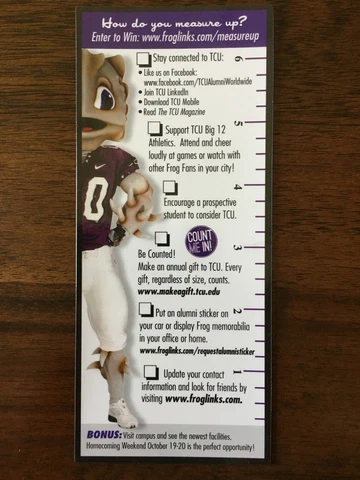 How do you measure up?
Enter to Win: www.froglinks.com/measureup
Stay connected to TCU:
• Like us on Facebook:
www.facebook.com/TCUAlumniWorldwide
• Join TCU LinkedIn
• Download TCU Mobile
• Read The TCU Magazine
6
5
Support TCU Big 12
Athletics. Attend and cheer
loudly at games or watch with
other Frog Fans in your city!
4
Encourage a prospective
student to consider TCU.
0
COUNT
ME IN!
3
Be Counted!
Make an annual gift to TCU. Every
gift, regardless of size, counts.
www.makeagift.tcu.edu
2
Put an alumni sticker on
your car or display Frog memorabilia
in your office or home.
www.froglinks.com/requestalumnisticker
1
Update your contact
information and look for friends by
visiting www.froglinks.com.
BONUS: Visit campus and see the newest facilities.
Homecoming Weekend October 19-20 is the perfect opportunity!